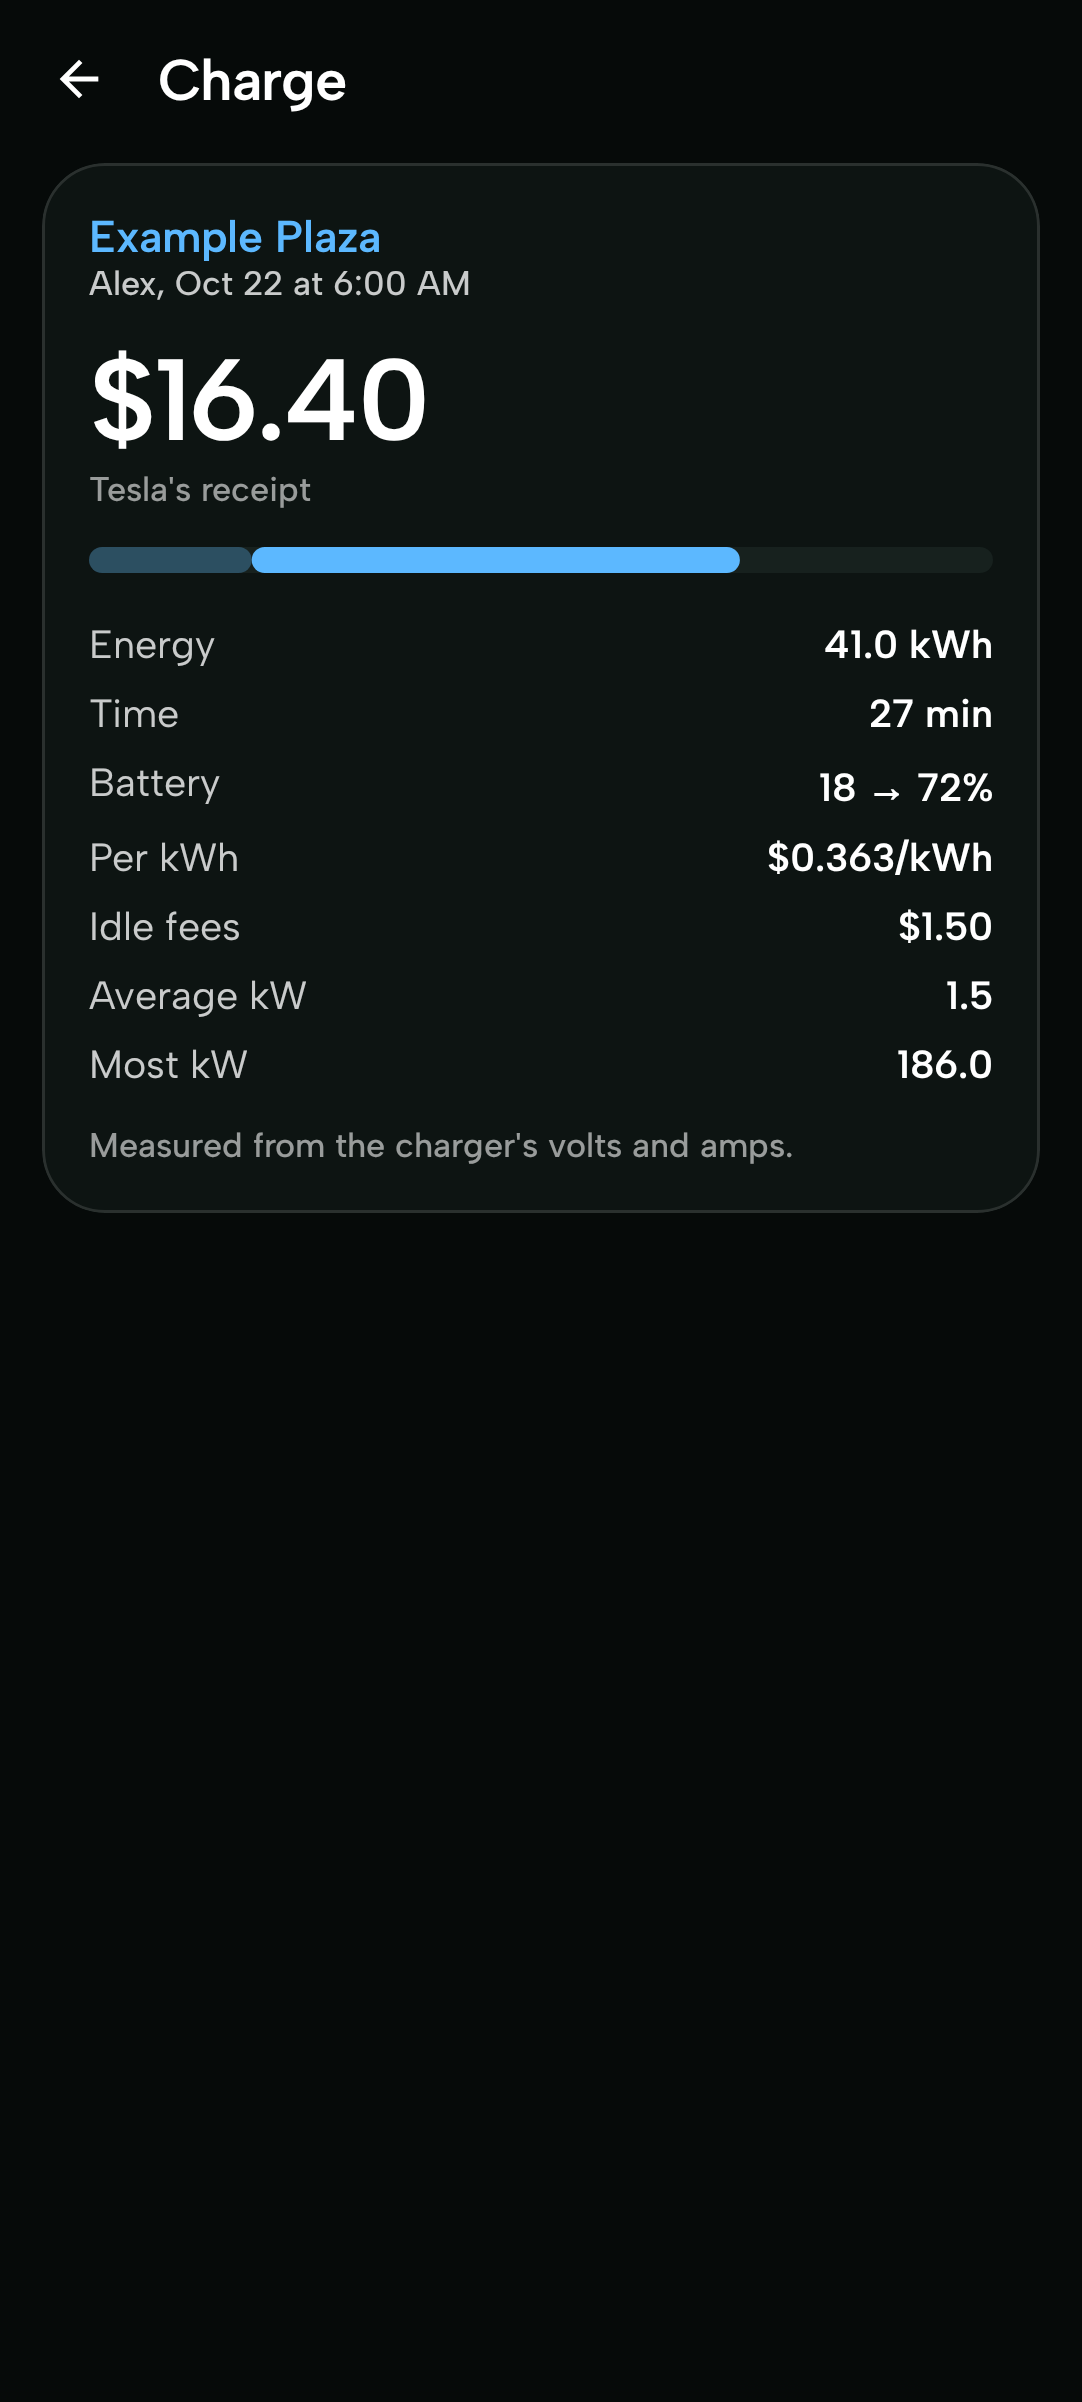 Charge
Example Plaza
Alex, Oct 22 at 6:00 AM
$16.40
Tesla's receipt
Energy 41.0 kWh
Time 27 min
Battery 18 → 72%
Per kWh $0.363/kWh
Idle fees $1.50
Average kW 1.5
Most kW 186.0
Measured from the charger's volts and amps.